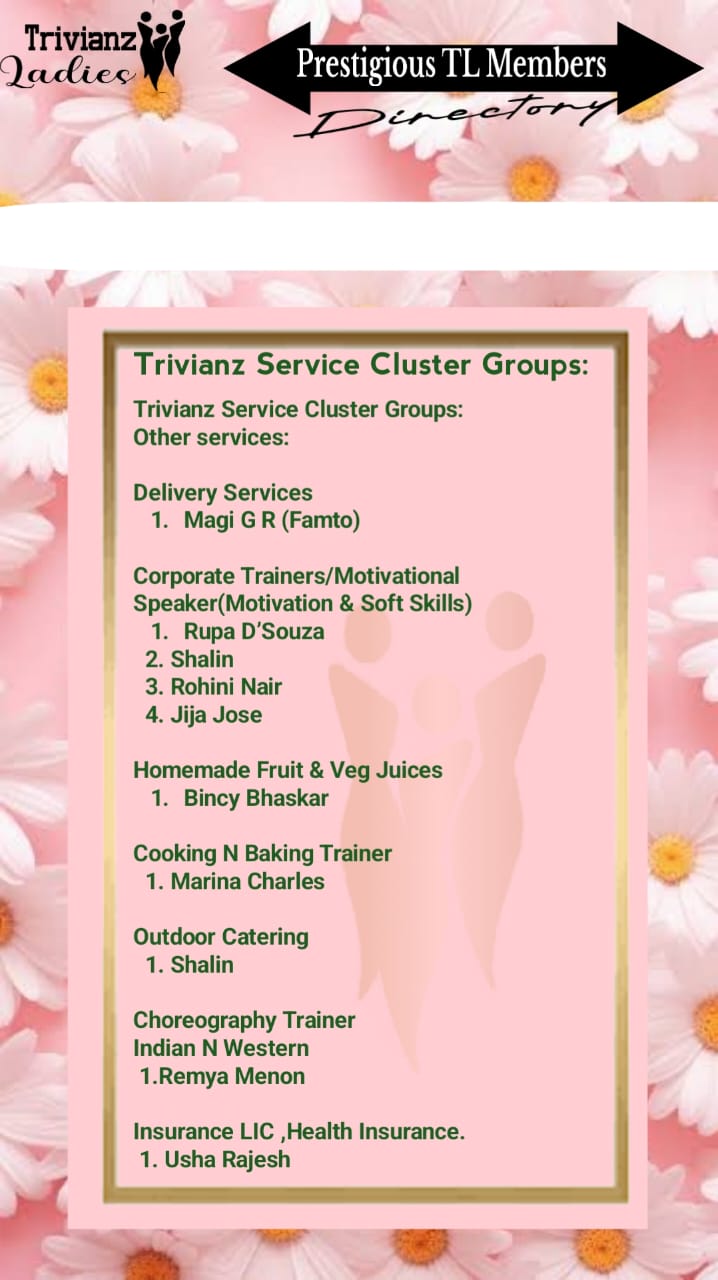 Trivianz
Ladies
Prestigious TL Members
Directory
Trivianz Service Cluster Groups:
Trivianz Service Cluster Groups:
Other services:
Delivery Services
1. Magi G R (Famto)
Corporate Trainers/Motivational
Speaker(Motivation & Soft Skills)
1. Rupa D’Souza
2. Shalin
3. Rohini Nair
4. Jija Jose
Homemade Fruit & Veg Juices
1. Bincy Bhaskar
Cooking N Baking Trainer
1. Marina Charles
Outdoor Catering
1. Shalin
Choreography Trainer
Indian N Western
1.Remya Menon
Insurance LIC ,Health Insurance.
1. Usha Rajesh